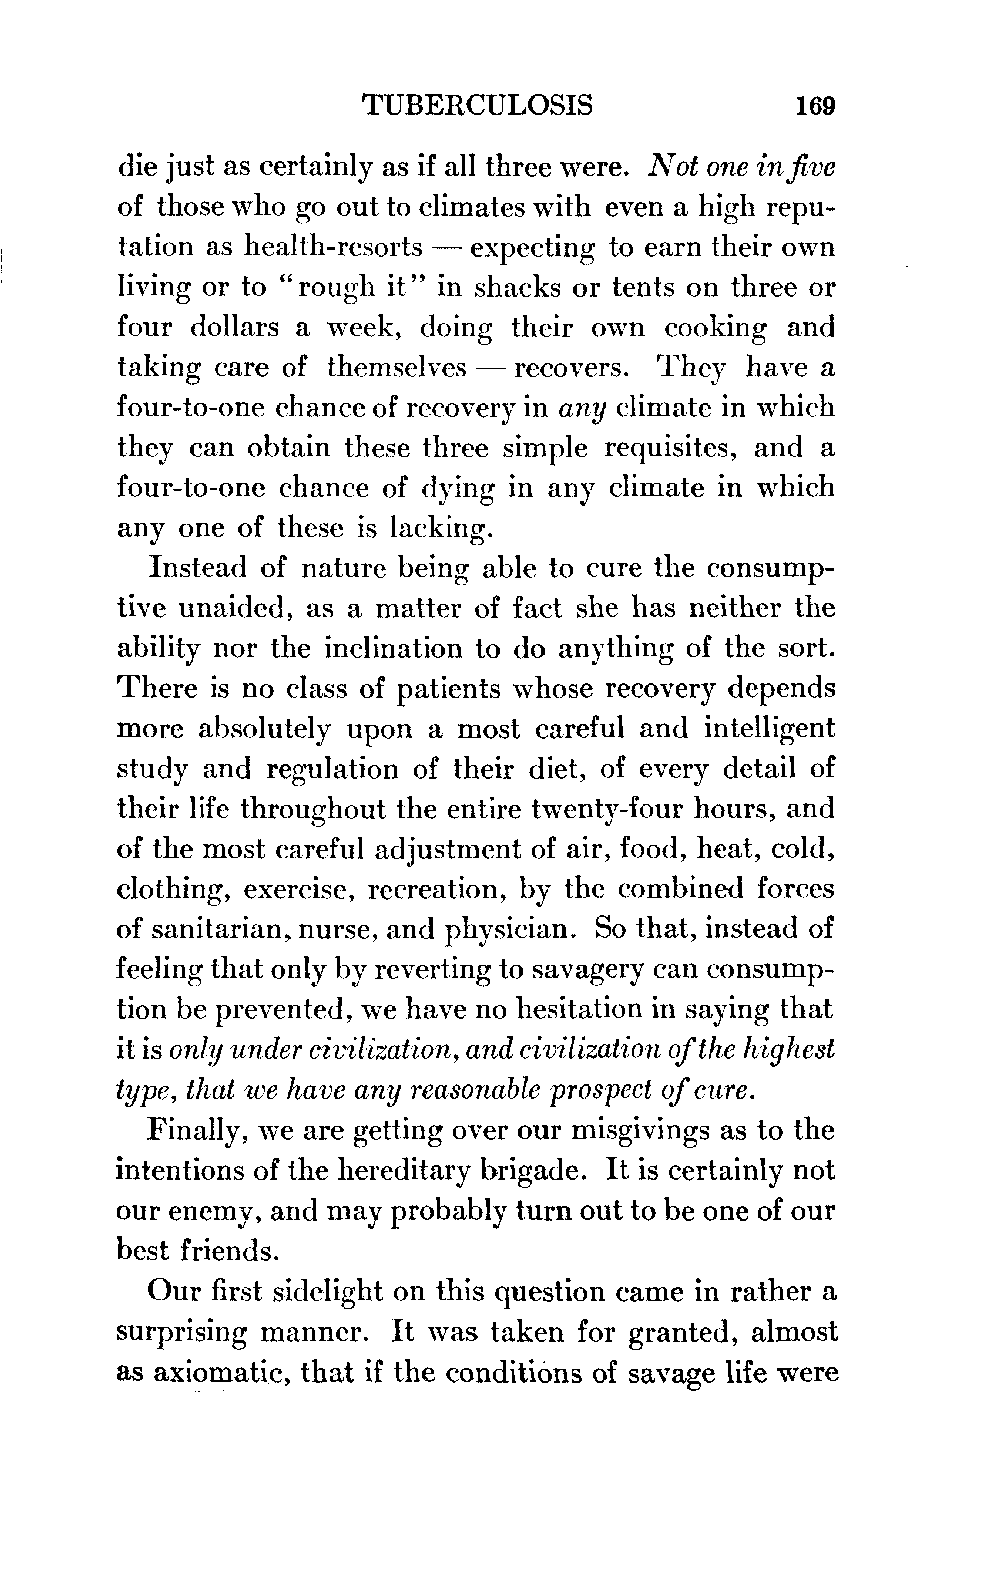 TUBERCULOSIS 169
die just as certainly as if all three were. Not one in five
of those who go out to climates with even a high repu-
tation as health-resorts — expecting to earn their own
living or to “rough it” in shacks or tents on three or
four dollars a week, doing their own cooking and
taking care of themselves — recovers. They have a
four-to-one chance of recovery in any climate in which
they can obtain these three simple requisites, and a
four-to-one chance of dying in any climate in which
any one of these is lacking.
Instead of nature being able to cure the consump-
tive unaided, as a matter of fact she has neither the
ability nor the inclination to do anything of the sort.
There is no class of patients whose recovery depends
more absolutely upon a most careful and intelligent
study and regulation of their diet, of every detail of
their life throughout the entire twenty-four hours, and
of the most careful adjustment of air, food, heat, cold,
clothing, exercise, recreation, by the combined forces
of sanitarian, nurse, and physician. So that, instead of
feeling that only by reverting to savagery can consump-
tion be prevented, we have no hesitation in saying that
it is only under civilization, and civilization of the highest
type, that we have any reasonable prospect of cure.
Finally, we are getting over our misgivings as to the
intentions of the hereditary brigade. It is certainly not
our enemy, and may probably turn out to be one of our
best friends.
Our first sidelight on this question came in rather a
surprising manner. It was taken for granted, almost
as axiomatic, that if the conditions of savage life were